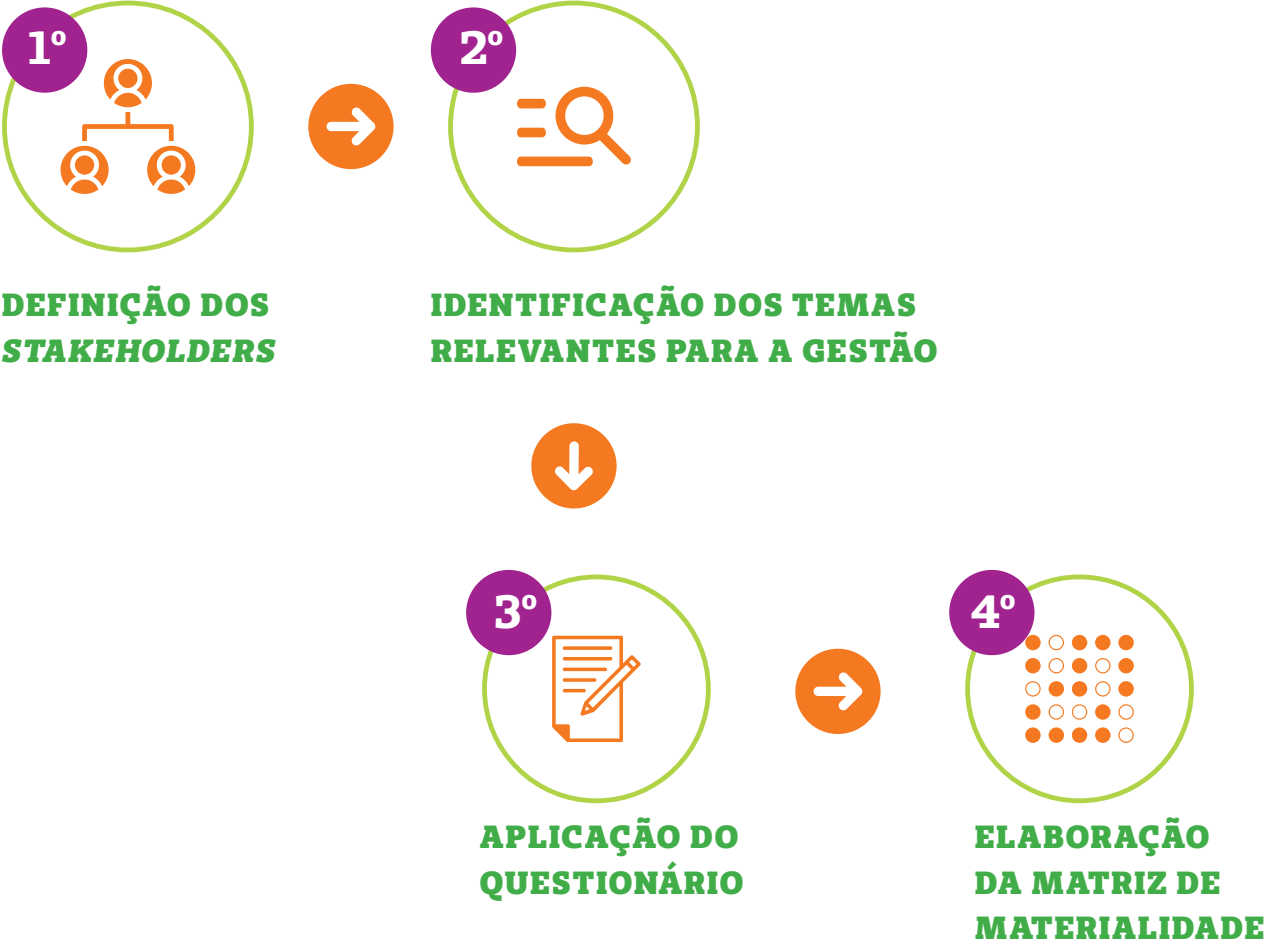 1º
DEFINIÇÃO DOS
STAKEHOLDERS
2º
IDENTIFICAÇÃO DOS TEMAS
RELEVANTES PARA A GESTÃO
3º
APLICAÇÃO DO
QUESTIONÁRIO
4º
ELABORAÇÃO
DA MATRIZ DE
MATERIALIDADE